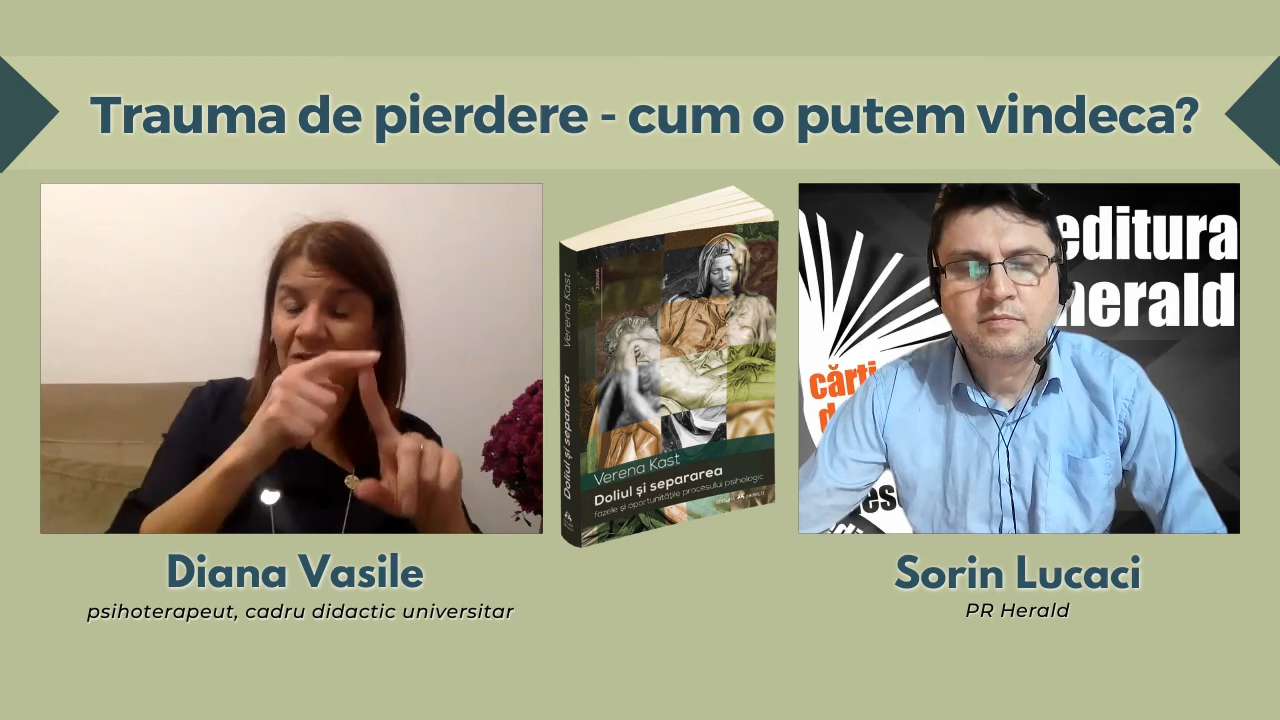 Trauma de pierdere - cum o putem vindeca?
editura
herald
cărți
Verena Kast
Doliul și separarea
Verena Kast
Doliul și separarea
fazele și oportunitățile procesului psihologic
Diana Vasile
psihoterapeut, cadru didactic universitar
Sorin Lucaci
PR Herald